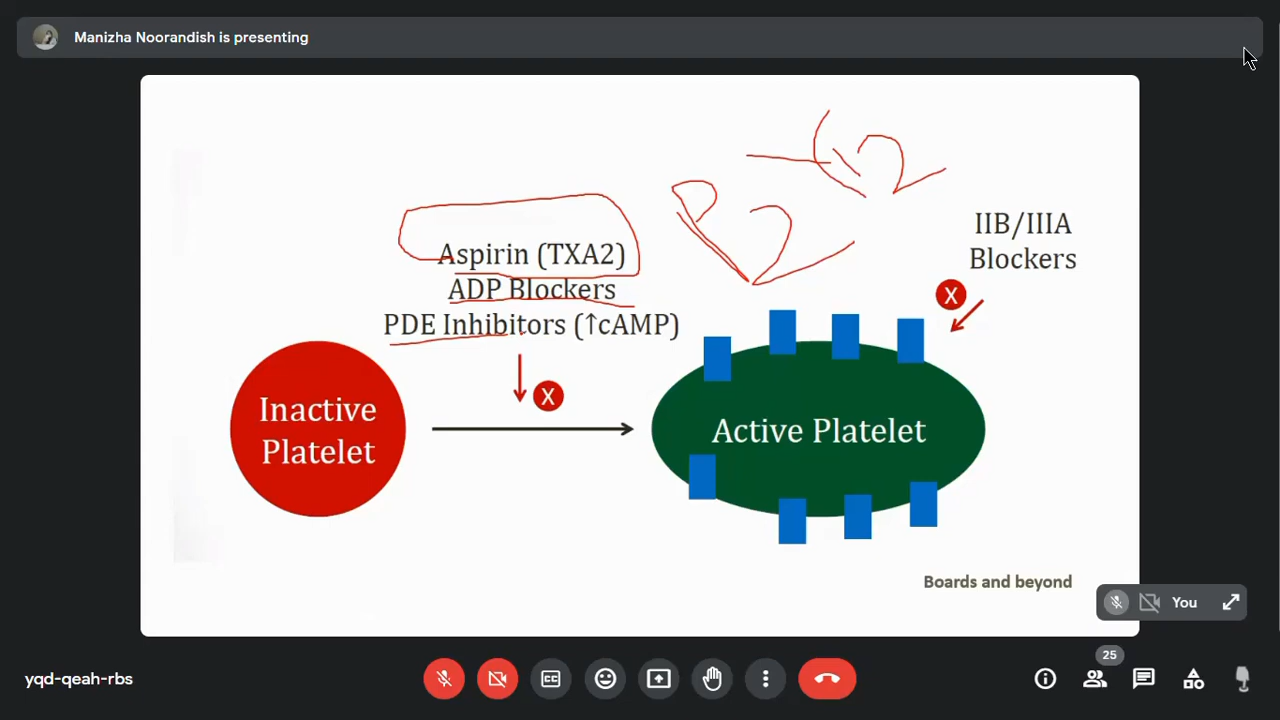 Manizha Noorandish is presenting
IIB/IIIA
Blockers
X
Aspirin (TXA2)
ADP Blockers
PDE Inhibitors (↑cAMP)
X
Inactive
Platelet
Active Platelet
Boards and beyond
You
yqd-qeah-rbs
CC
25